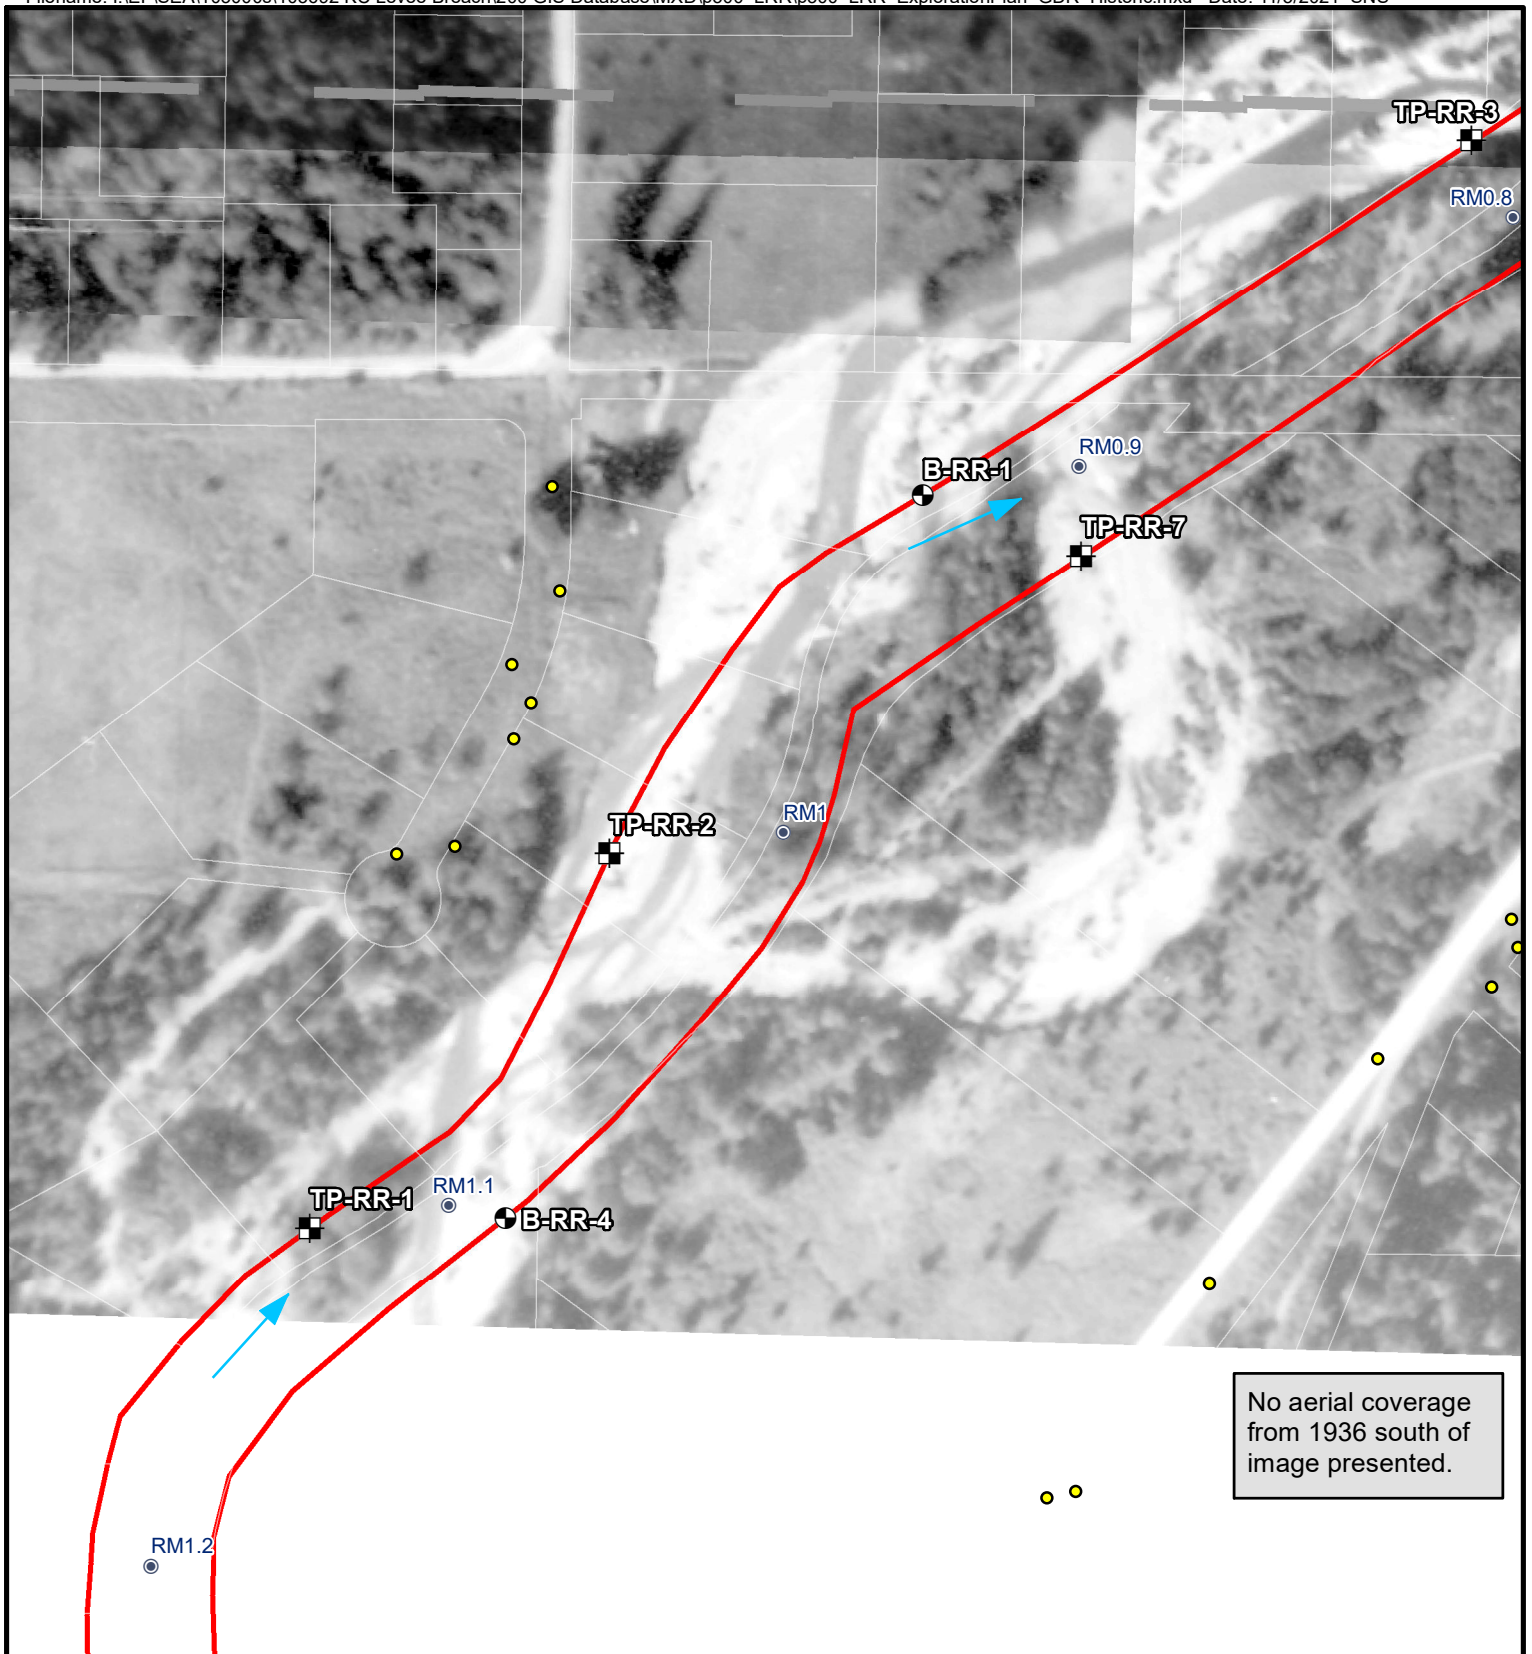 TP-RR-3
RM0.8
RM0.9
B-RR-1
TP-RR-7
RM1
TP-RR-2
RM1.1
TP-RR-1
B-RR-4
No aerial coverage
from 1936 south of
image presented.
RM1.2